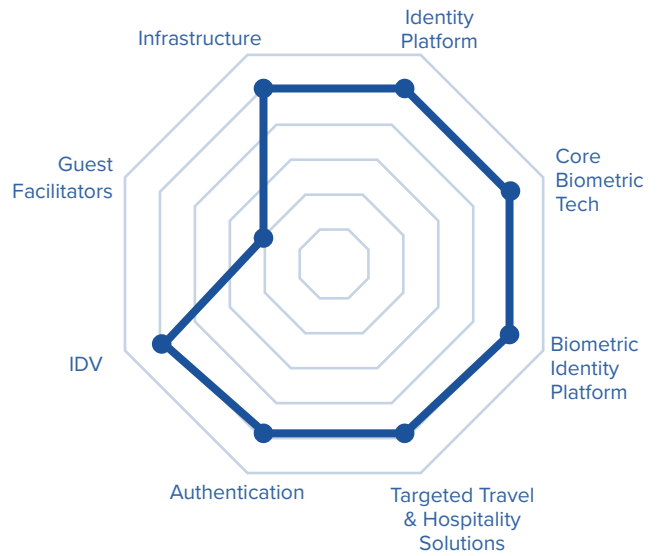 Identity
Platform
Infrastructure
Core
Biometric
Tech
Guest
Facilitators
Biometric
Identity
Platform
IDV
Authentication
Targeted Travel
& Hospitality
Solutions